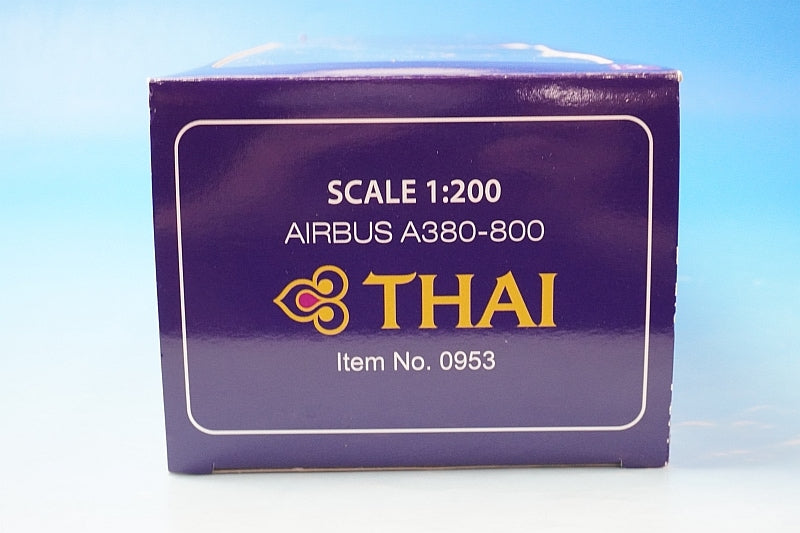 SCALE 1:200
AIRBUS A380-800
THAI
Item No. 0953